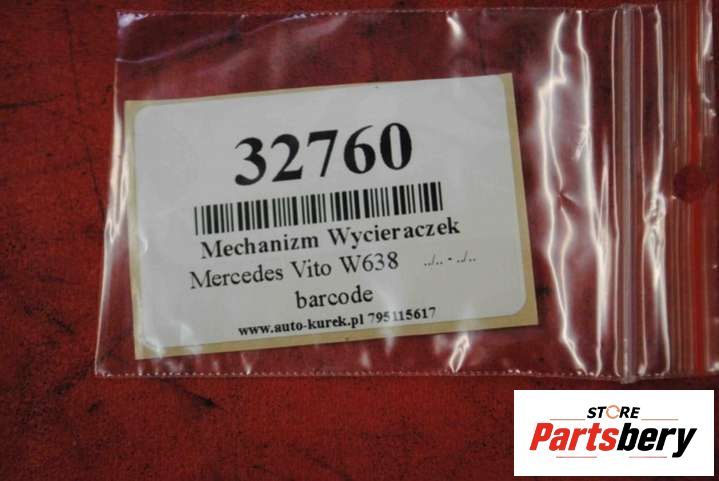 32760
Mechanizm Wycieraczek
Mercedes Vito W638 ../.. - ../..
barcode
www.auto-kurek.pl 795115617
STORE
Partsbery